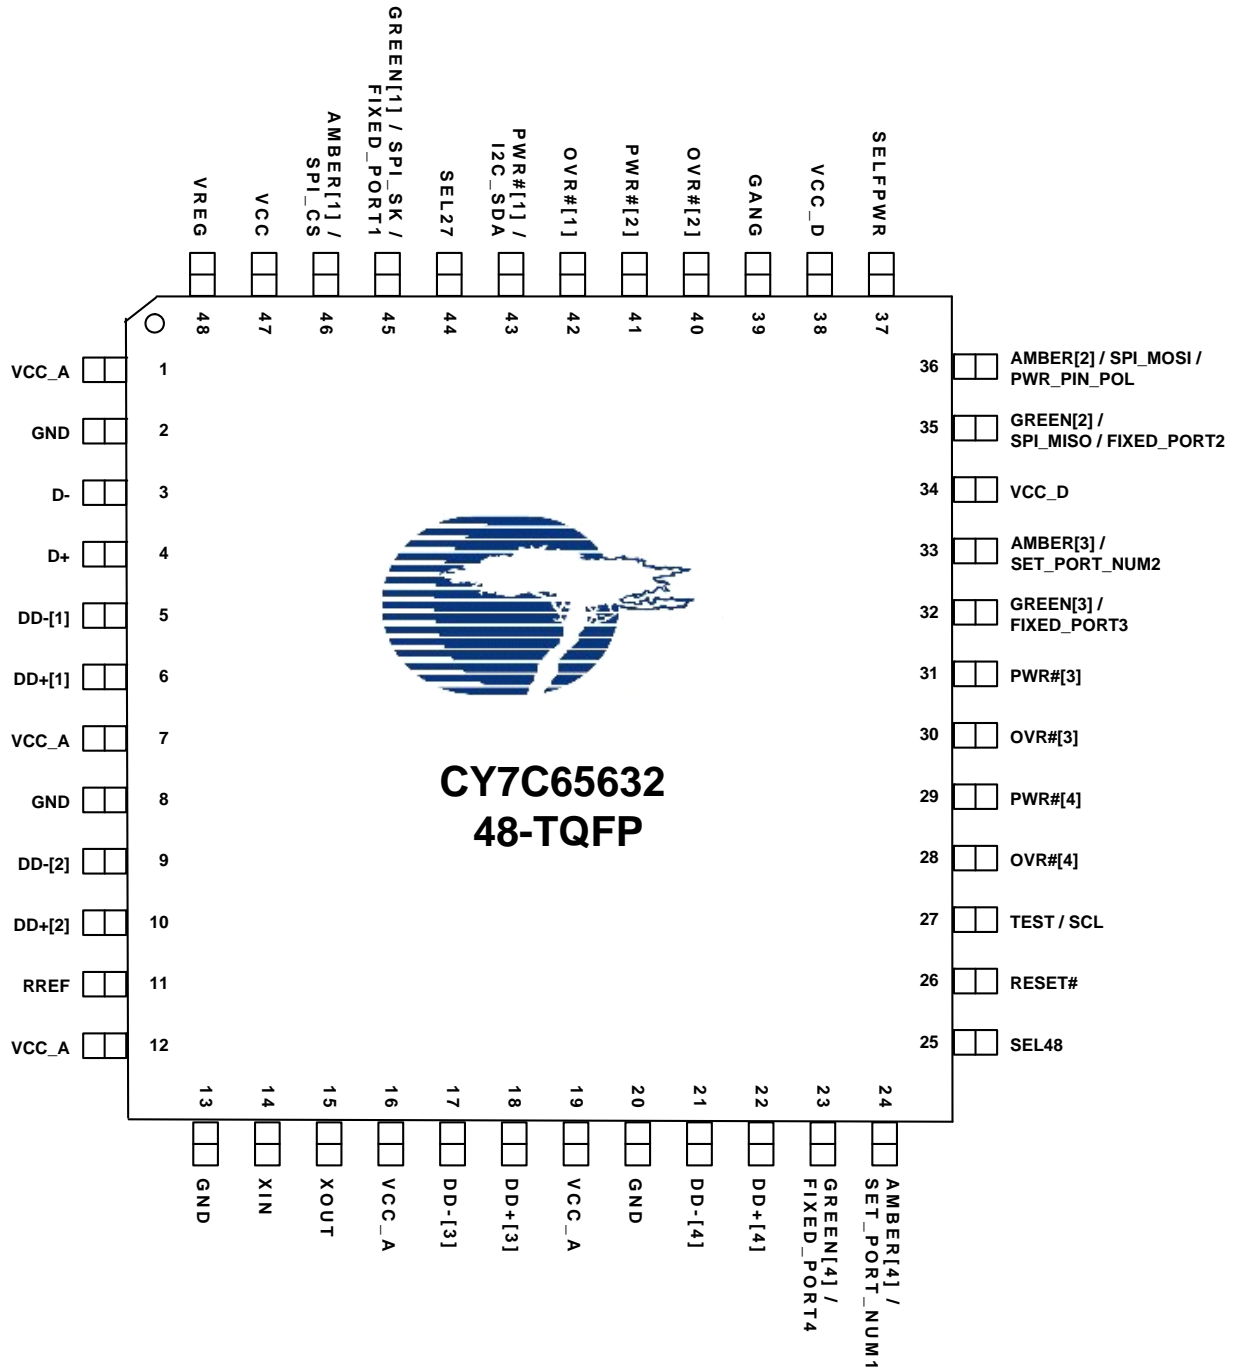 VREG
VCC
AMBER[1] /
SPI_CS
GREEN[1] / SPI_SK /
FIXED_PORT1
SEL27
PWR#[1] /
I2C_SDA
OVR#[1]
PWR#[2]
OVR#[2]
GANG
VCC_D
SELFPWR
48
47
46
45
44
43
42
41
40
39
38
37
VCC_A
1
GND
2
D-
3
D+
4
DD-[1]
5
DD+[1]
6
VCC_A
7
GND
8
DD-[2]
9
DD+[2]
10
RREF
11
VCC_A
12
CY7C65632
48-TQFP
36
AMBER[2] / SPI_MOSI /
PWR_PIN_POL
35
GREEN[2] /
SPI_MISO / FIXED_PORT2
34
VCC_D
33
AMBER[3] /
SET_PORT_NUM2
32
GREEN[3] /
FIXED_PORT3
31
PWR#[3]
30
OVR#[3]
29
PWR#[4]
28
OVR#[4]
27
TEST / SCL
26
RESET#
25
SEL48
13
14
15
16
17
18
19
20
21
22
23
24
GND
XIN
XOUT
VCC_A
DD-[3]
DD+[3]
VCC_A
GND
DD-[4]
DD+[4]
GREEN[4] /
FIXED_PORT4
AMBER[4] /
SET_PORT_NUM1